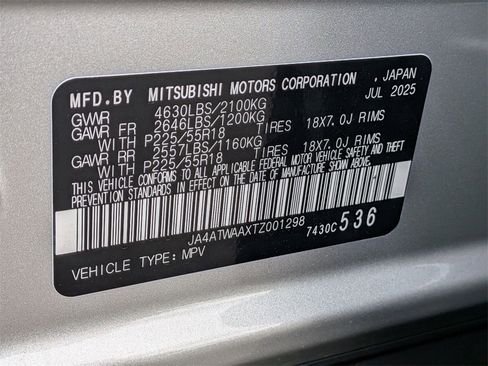 MFD.BY MITSUBISHI MOTORS CORPORATION , JAPAN
GVWR 4630LBS/2100KG JUL 2025
GAWR FR 2646LBS/1200KG
WITH P225/55R18 TIRES 18X7.0J RIMS
GAWR RR 2557LBS/1160KG
WITH P225/55R18 TIRES 18X7.0J RIMS
THIS VEHICLE CONFORMS TO ALL APPLICABLE FEDERAL MOTOR VEHICLE SAFETY AND THEFT
PREVENTION STANDARDS IN EFFECT ON THE DATE OF MANUFACTURE SHOWN ABOVE.
JA4ATWAAXTZ001298 7430C 536
VEHICLE TYPE: MPV